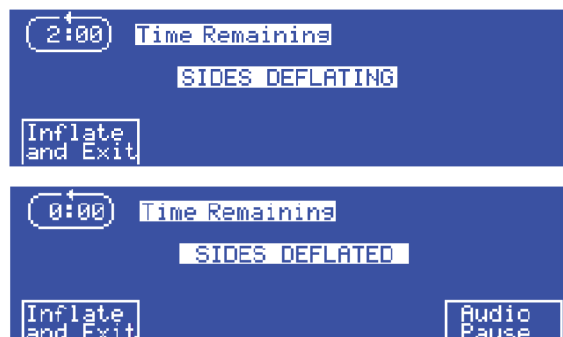 2:00 Time Remaining
SIDES DEFLATING
Inflate
and Exit
0:00 Time Remaining
SIDES DEFLATED
Inflate Audio
and Exit Pause